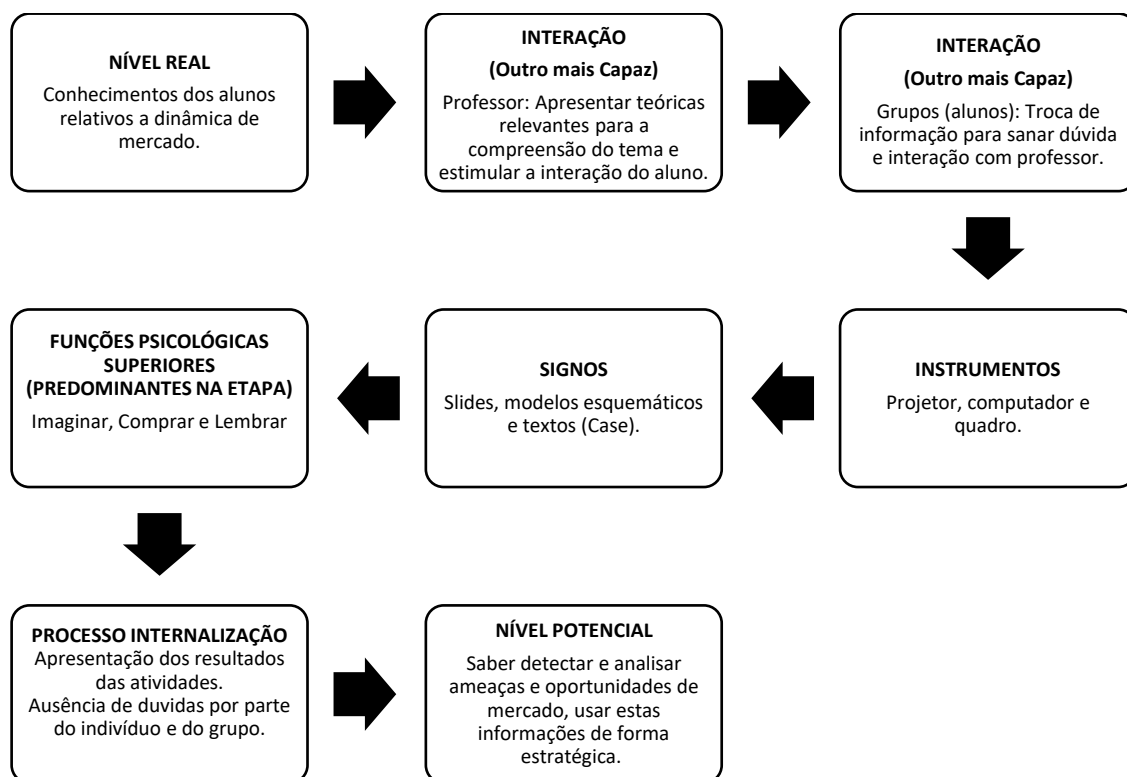 NÍVEL REAL
Conhecimentos dos alunos
relativos a dinâmica de
mercado.
INTERAÇÃO
(Outro mais Capaz)
Professor: Apresentar teóricas
relevantes para a
compreensão do tema e
estimular a interação do aluno.
INTERAÇÃO
(Outro mais Capaz)
Grupos (alunos): Troca de
informação para sanar dúvida
e interação com professor.
INSTRUMENTOS
Projetor, computador e
quadro.
SIGNOS
Slides, modelos esquemáticos
e textos (Case).
FUNÇÕES PSICOLÓGICAS
SUPERIORES
(PREDOMINANTES NA ETAPA)
Imaginar, Comprar e Lembrar
PROCESSO INTERNALIZAÇÃO
Apresentação dos resultados
das atividades.
Ausência de duvidas por parte
do indivíduo e do grupo.
NÍVEL POTENCIAL
Saber detectar e analisar
ameaças e oportunidades de
mercado, usar estas
informações de forma
estratégica.